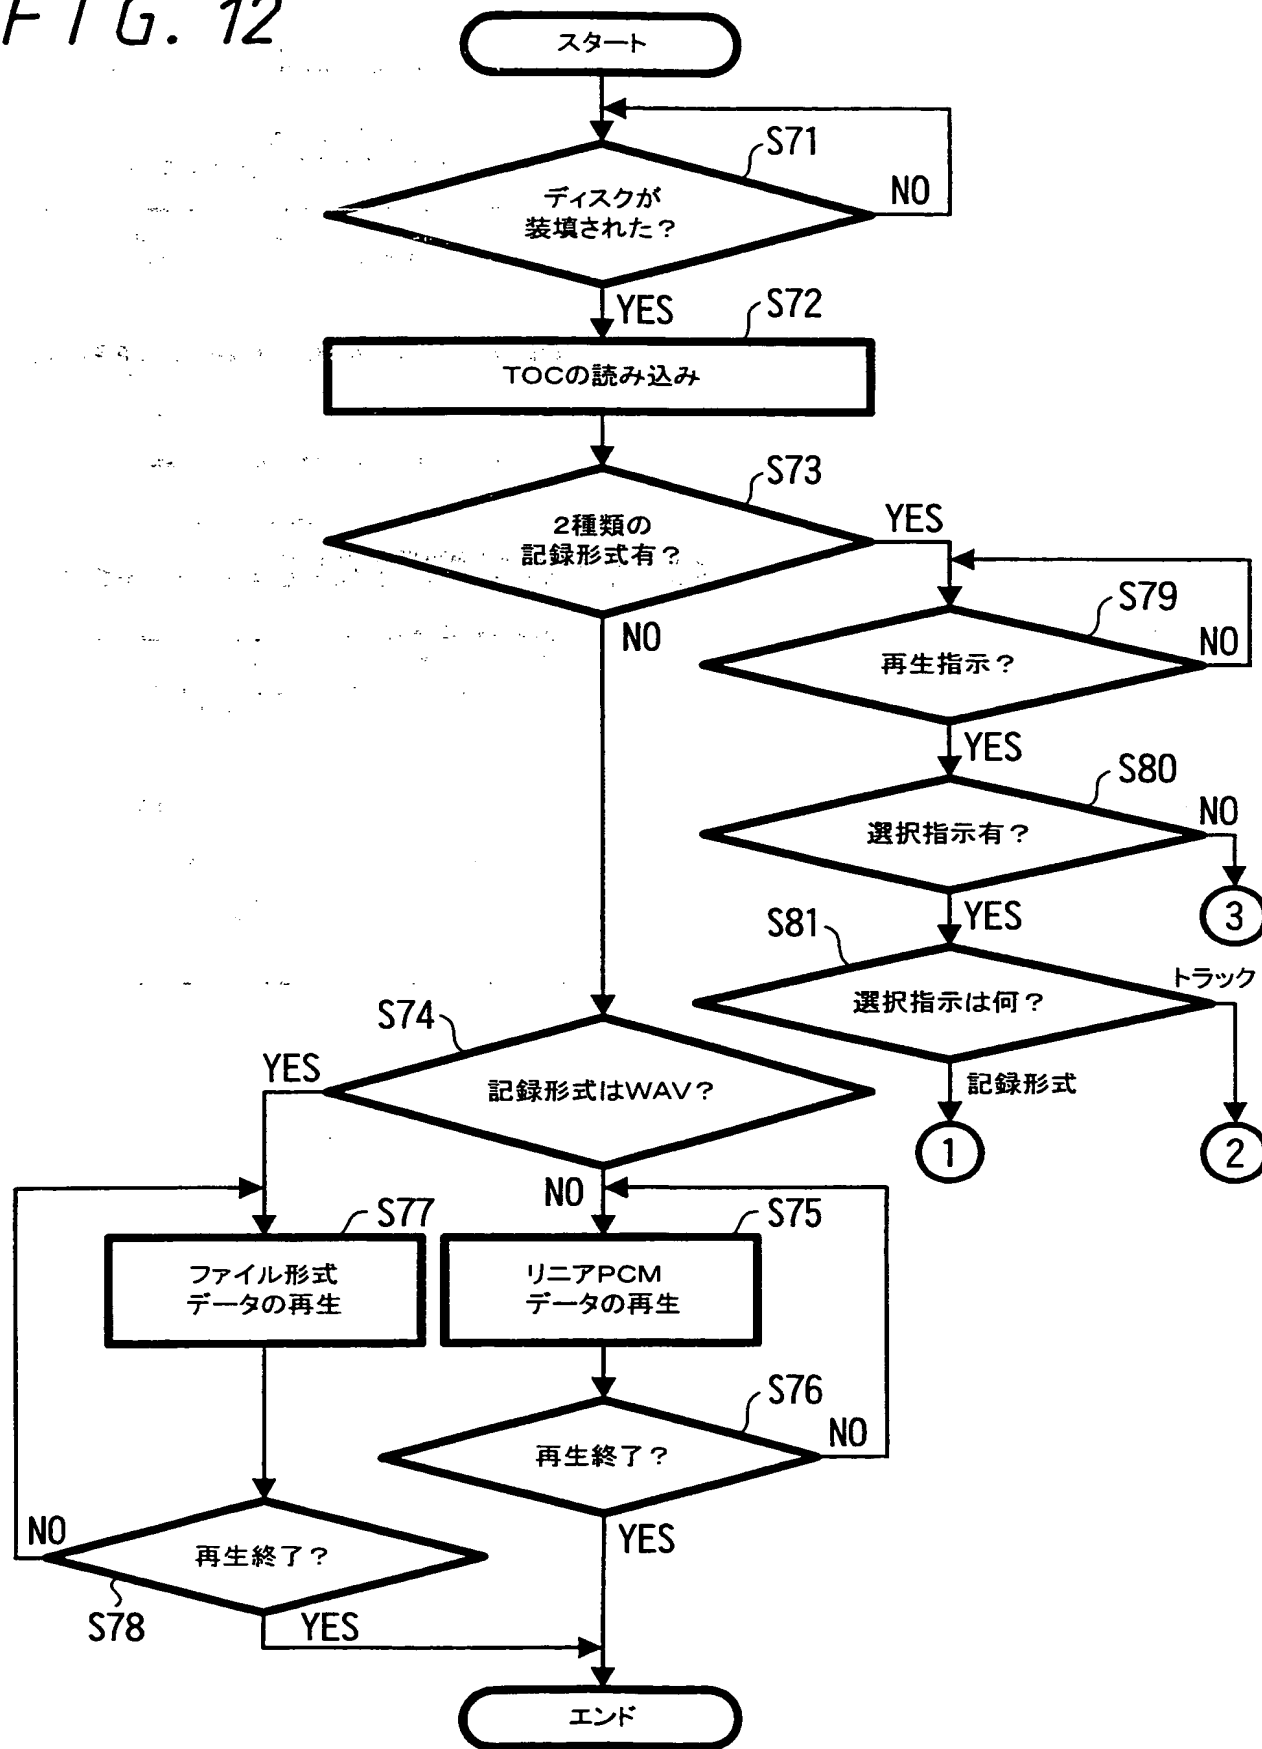 FIG. 12
スタート
S71
ディスクが
装填された？
NO
YES
S72
TOCの読み込み
S73
2種類の
記録形式有？
YES
NO
S79
再生指示？
NO
YES
S80
選択指示有？
NO
3
YES
S81
選択指示は何？
トラック
記録形式
1
2
S74
記録形式はWAV？
YES
NO
S77
ファイル形式
データの再生
S75
リニアPCM
データの再生
S76
再生終了？
NO
YES
S78
再生終了？
NO
YES
エンド